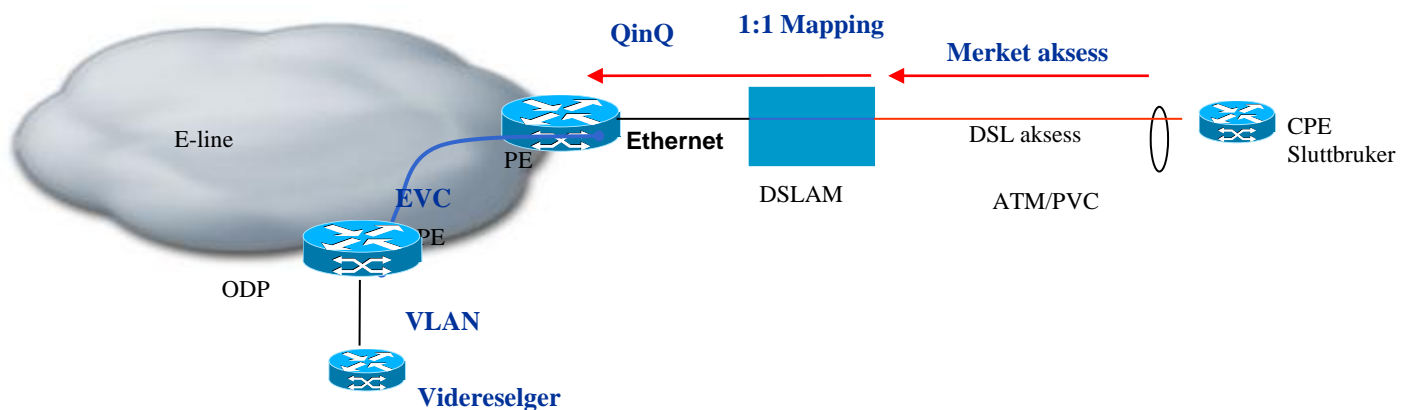 QinQ
1:1 Mapping
Merket aksess
E-line
PE
Ethernet
DSLAM
DSL aksess
ATM/PVC
CPE
Sluttbruker
EVC
PE
ODP
VLAN
Videreselger